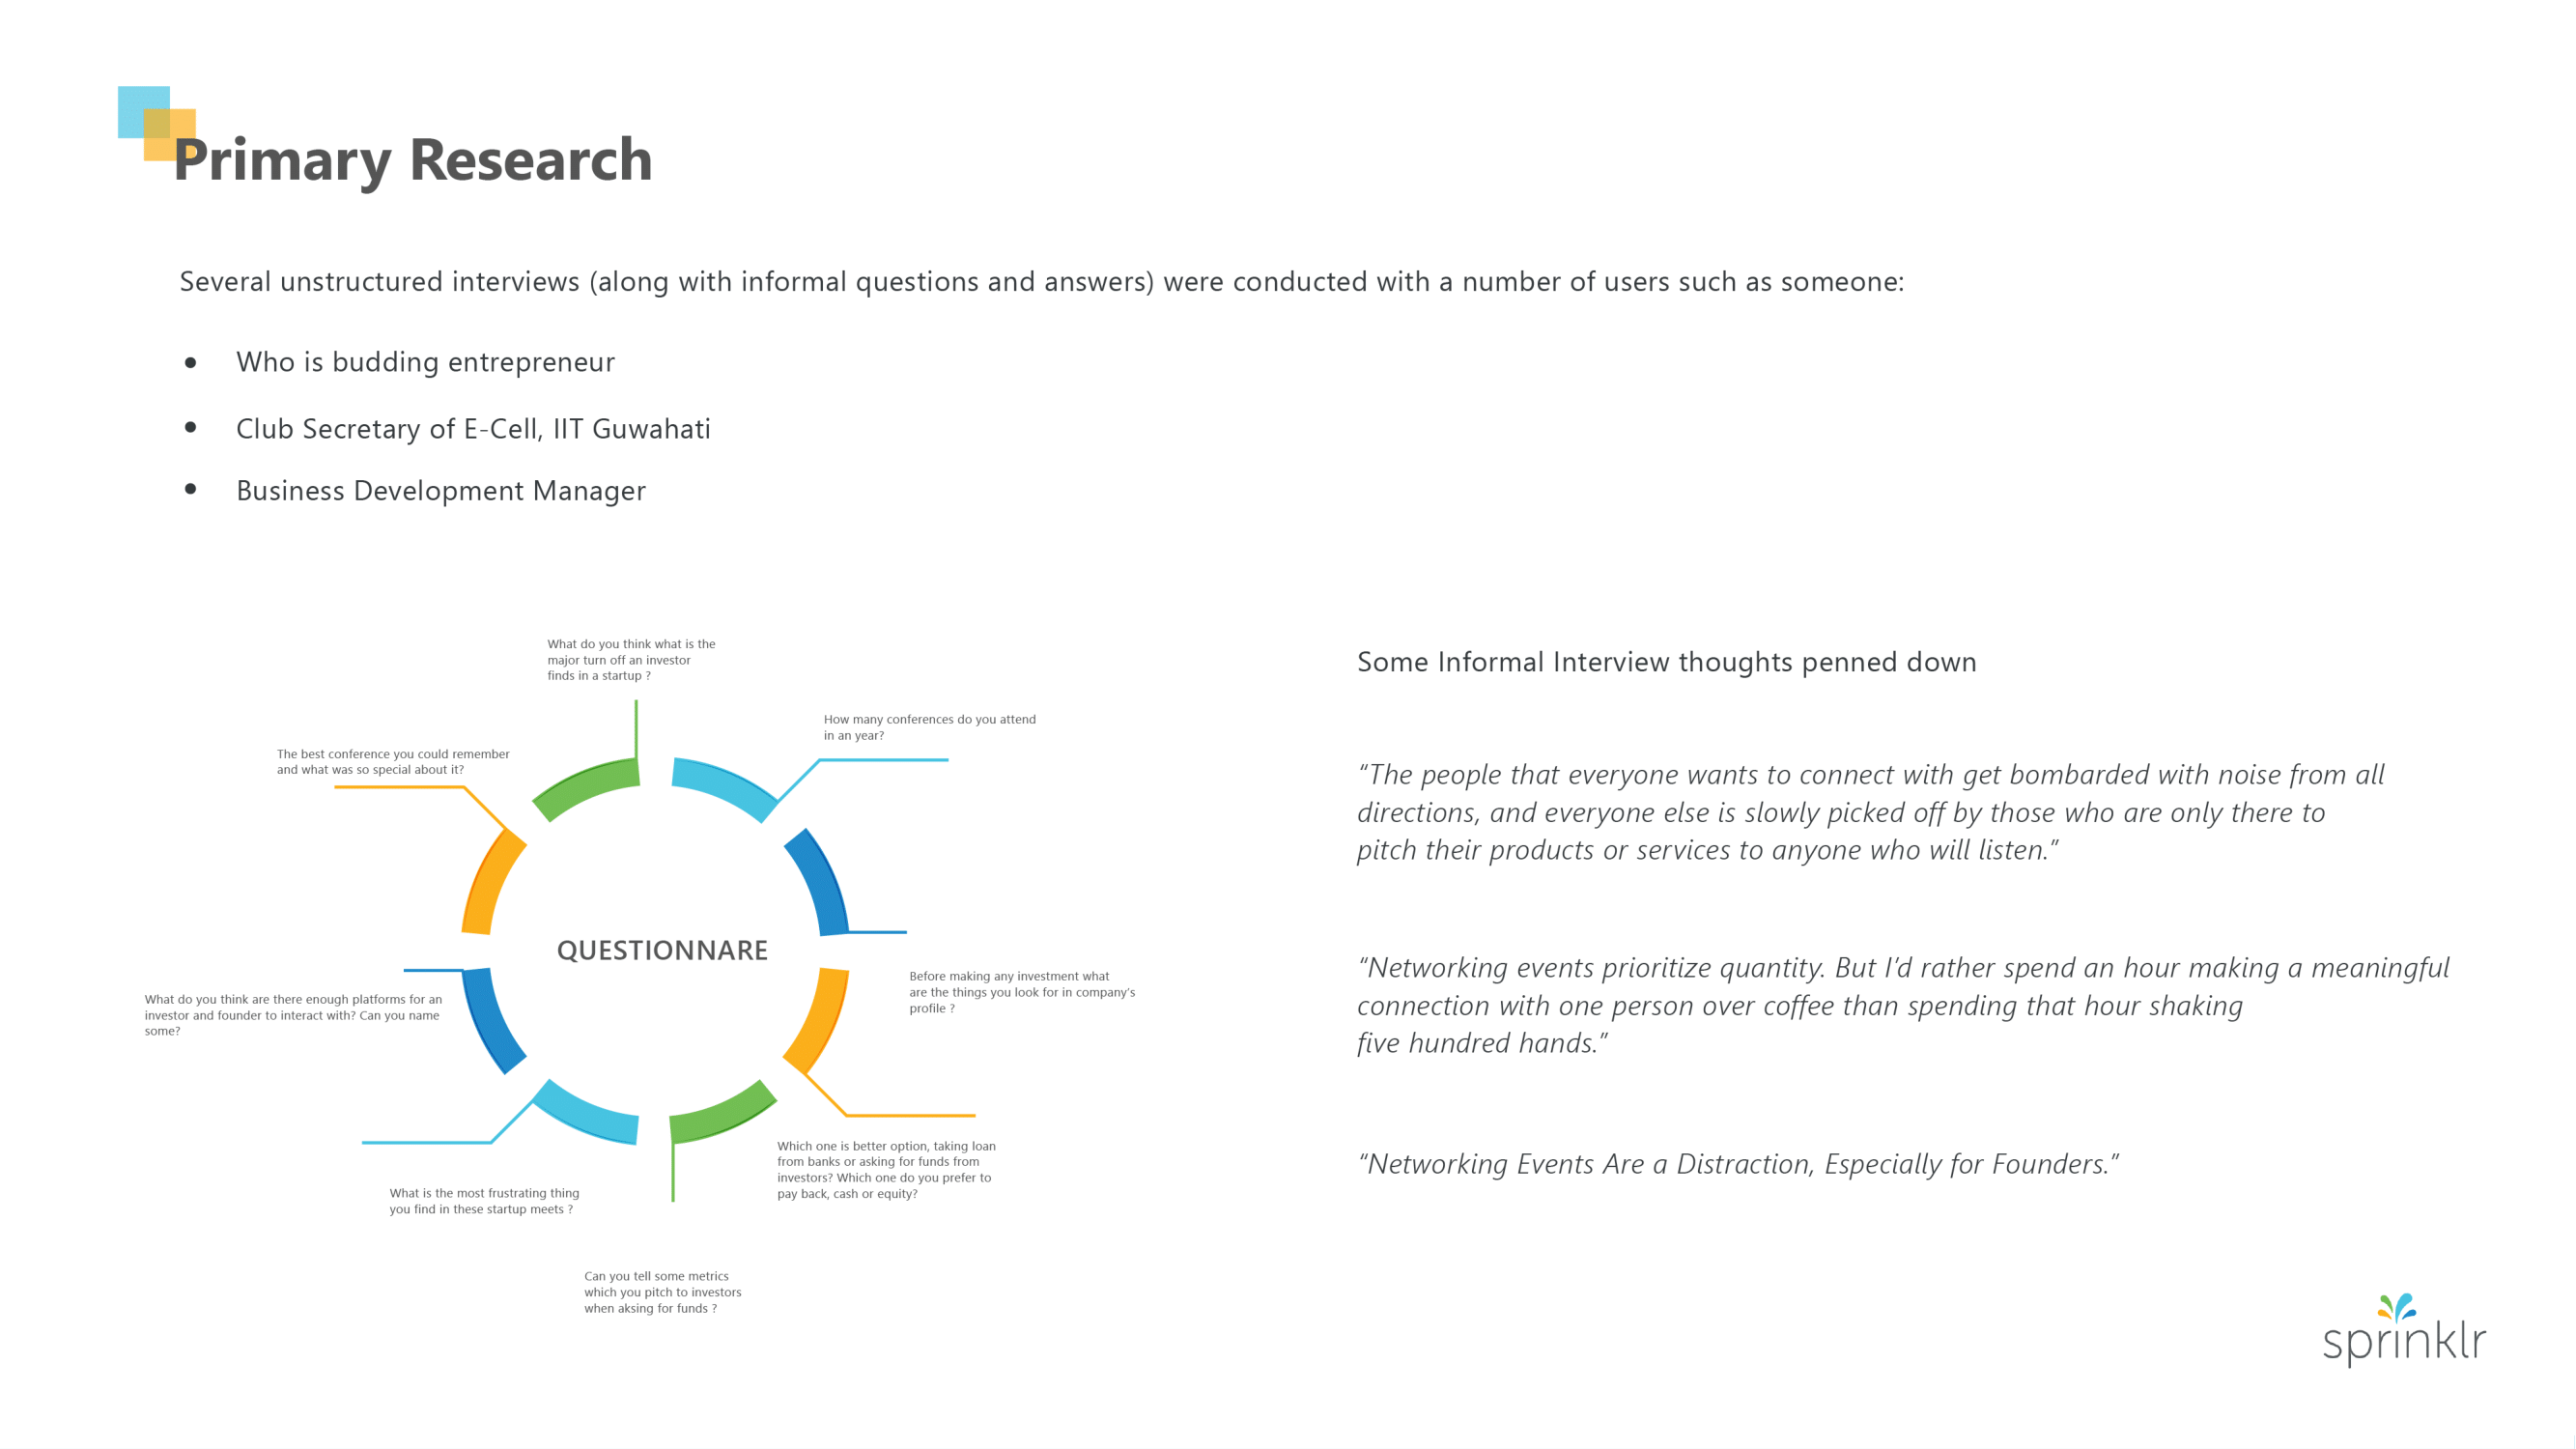 Primary Research
Several unstructured interviews (along with informal questions and answers) were conducted with a number of users such as someone:
Who is budding entrepreneur
Club Secretary of E-Cell, IIT Guwahati
Business Development Manager
What do you think what is the
major turn off an investor
finds in a startup ?
How many conferences do you attend
in an year?
The best conference you could remember
and what was so special about it?
QUESTIONNARE
Before making any investment what
are the things you look for in company's
profile ?
What do you think are there enough platforms for an
investor and founder to interact with? Can you name
some?
Which one is better option, taking loan
from banks or asking for funds from
investors? Which one do you prefer to
pay back, cash or equity?
What is the most frustrating thing
you find in these startup meets ?
Can you tell some metrics
which you pitch to investors
when aksing for funds ?
Some Informal Interview thoughts penned down
“The people that everyone wants to connect with get bombarded with noise from all
directions, and everyone else is slowly picked off by those who are only there to
pitch their products or services to anyone who will listen.”
“Networking events prioritize quantity. But I’d rather spend an hour making a meaningful
connection with one person over coffee than spending that hour shaking
five hundred hands.”
“Networking Events Are a Distraction, Especially for Founders.”
sprinklr